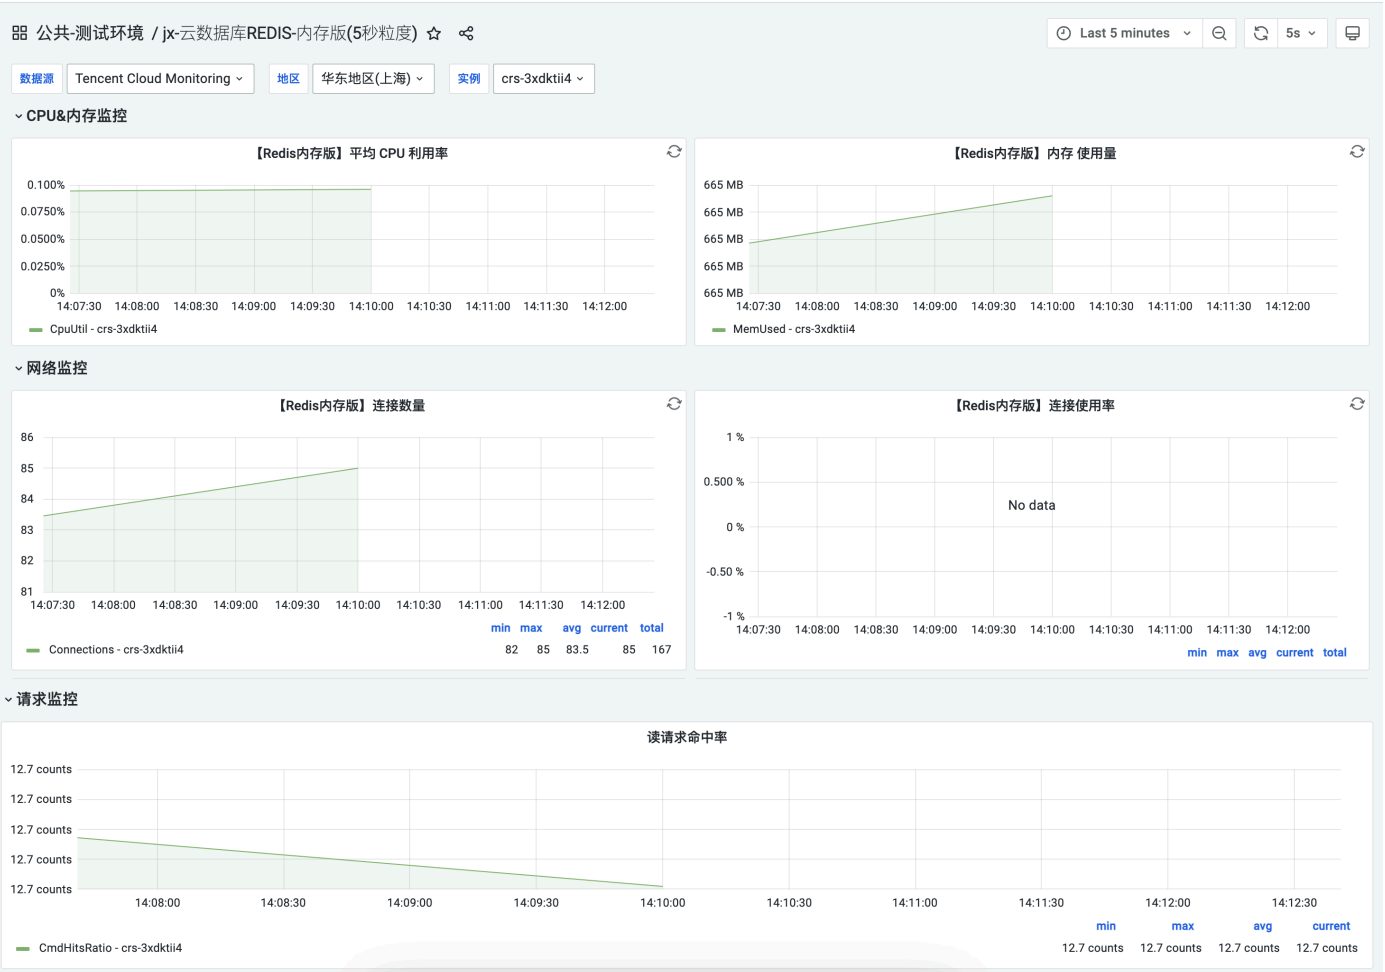 公共-测试环境 / jx-云数据库REDIS-内存版(5秒粒度)
Last 5 minutes
5s
数据源 Tencent Cloud Monitoring 地区 华东地区(上海) 实例 crs-3xdktii4
CPU&内存监控
【Redis内存版】平均 CPU 利用率
0.100%
0.0750%
0.0500%
0.0250%
0%
14:07:30 14:08:00 14:08:30 14:09:00 14:09:30 14:10:00 14:10:30 14:11:00 14:11:30 14:12:00
CpuUtil - crs-3xdktii4
【Redis内存版】内存 使用量
665 MB
665 MB
665 MB
665 MB
665 MB
14:07:30 14:08:00 14:08:30 14:09:00 14:09:30 14:10:00 14:10:30 14:11:00 14:11:30 14:12:00
MemUsed - crs-3xdktii4
网络监控
【Redis内存版】连接数量
86
85
84
83
82
81
14:07:30 14:08:00 14:08:30 14:09:00 14:09:30 14:10:00 14:10:30 14:11:00 14:11:30 14:12:00
min max avg current total
Connections - crs-3xdktii4 82 85 83.5 85 167
【Redis内存版】连接使用率
1 %
0.500 %
No data
0 %
-0.50 %
-1 %
14:07:30 14:08:00 14:08:30 14:09:00 14:09:30 14:10:00 14:10:30 14:11:00 14:11:30 14:12:00
min max avg current total
请求监控
读请求命中率
12.7 counts
12.7 counts
12.7 counts
12.7 counts
12.7 counts
14:08:00 14:08:30 14:09:00 14:09:30 14:10:00 14:10:30 14:11:00 14:11:30 14:12:00 14:12:30
min max avg current
CmdHitsRatio - crs-3xdktii4 12.7 counts 12.7 counts 12.7 counts 12.7 counts